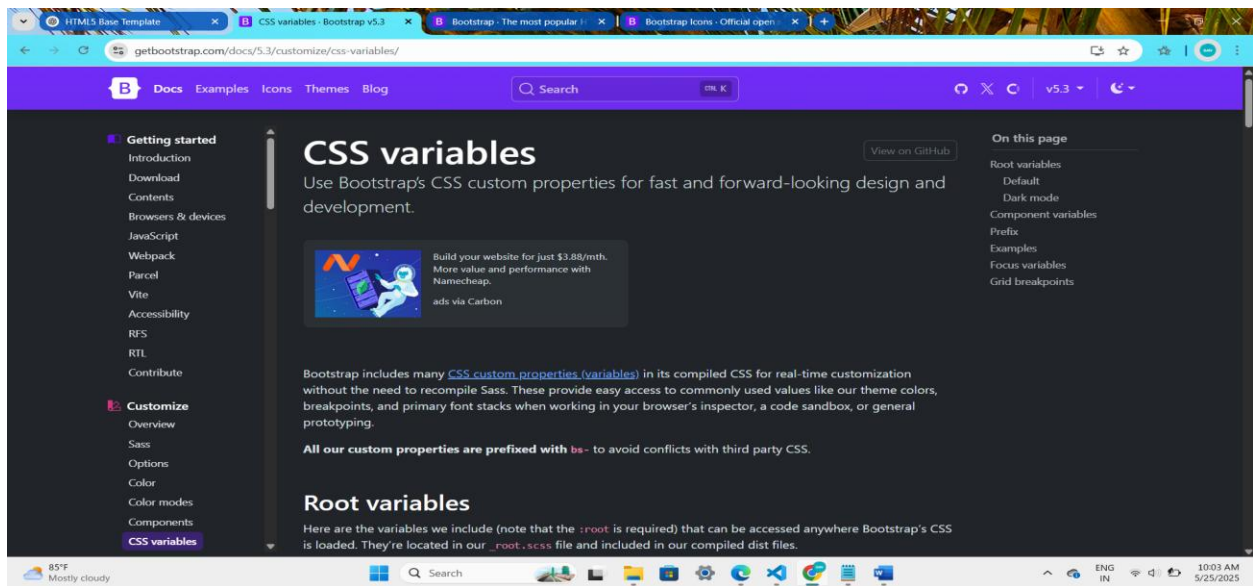 HTML5 Base Template
CSS variables · Bootstrap v5.3
Bootstrap · The most popular H
Bootstrap Icons · Official open
getbootstrap.com/docs/5.3/customize/css-variables/
B Docs Examples Icons Themes Blog
Search
CTRL K
v5.3
Getting started
Introduction
Download
Contents
Browsers & devices
JavaScript
Webpack
Parcel
Vite
Accessibility
RFS
RTL
Contribute
Customize
Overview
Sass
Options
Color
Color modes
Components
CSS variables
CSS variables
View on GitHub
Use Bootstrap's CSS custom properties for fast and forward-looking design and
development.
Build your website for just $3.88/mth.
More value and performance with
Namecheap.
ads via Carbon
Bootstrap includes many CSS custom properties (variables) in its compiled CSS for real-time customization
without the need to recompile Sass. These provide easy access to commonly used values like our theme colors,
breakpoints, and primary font stacks when working in your browser's inspector, a code sandbox, or general
prototyping.
All our custom properties are prefixed with bs- to avoid conflicts with third party CSS.
Root variables
Here are the variables we include (note that the :root is required) that can be accessed anywhere Bootstrap's CSS
is loaded. They're located in our _root.scss file and included in our compiled dist files.
On this page
Root variables
Default
Dark mode
Component variables
Prefix
Examples
Focus variables
Grid breakpoints
85°F
Mostly cloudy
Search
ENG
IN
10:03 AM
5/25/2025